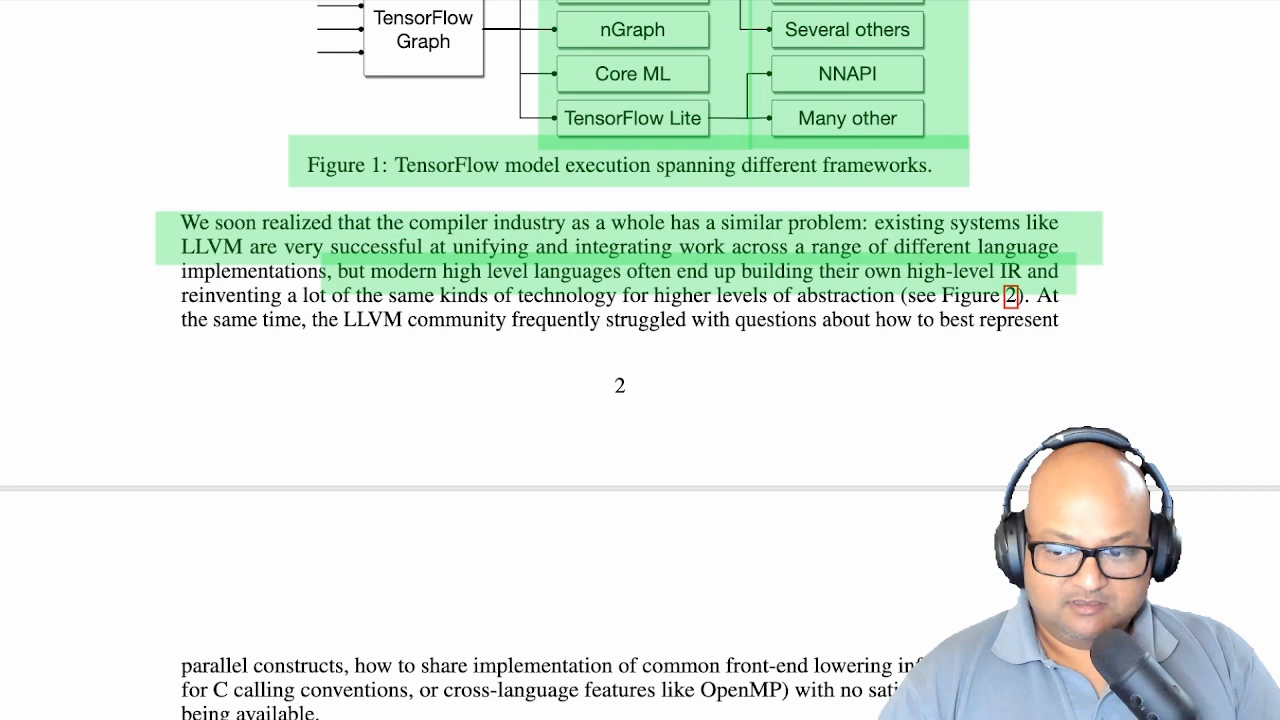 TensorFlow
Graph
nGraph
Core ML
TensorFlow Lite
Several others
NNAPI
Many other
Figure 1: TensorFlow model execution spanning different frameworks.
We soon realized that the compiler industry as a whole has a similar problem: existing systems like
LLVM are very successful at unifying and integrating work across a range of different language
implementations, but modern high level languages often end up building their own high-level IR and
reinventing a lot of the same kinds of technology for higher levels of abstraction (see Figure 2). At
the same time, the LLVM community frequently struggled with questions about how to best represent
2
parallel constructs, how to share implementation of common front-end lowering
for C calling conventions, or cross-language features like OpenMP) with no
being available.